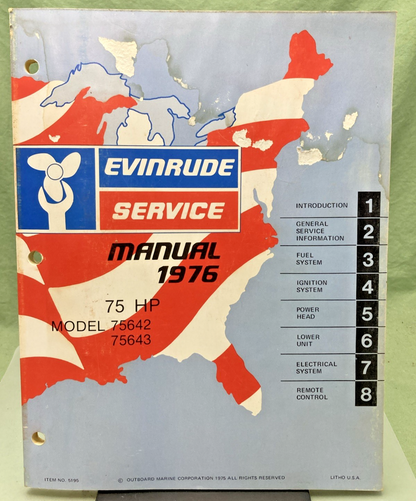 EVINRUDE
SERVICE
MANUAL
1976
75 HP
MODEL 75642
75643
INTRODUCTION 1
GENERAL
SERVICE
INFORMATION 2
FUEL
SYSTEM 3
IGNITION
SYSTEM 4
POWER
HEAD 5
LOWER
UNIT 6
ELECTRICAL
SYSTEM 7
REMOTE
CONTROL 8
ITEM NO. 5190
© OUTBOARD MARINE CORPORATION 1975 ALL RIGHTS RESERVED
LITHO U.S.A.